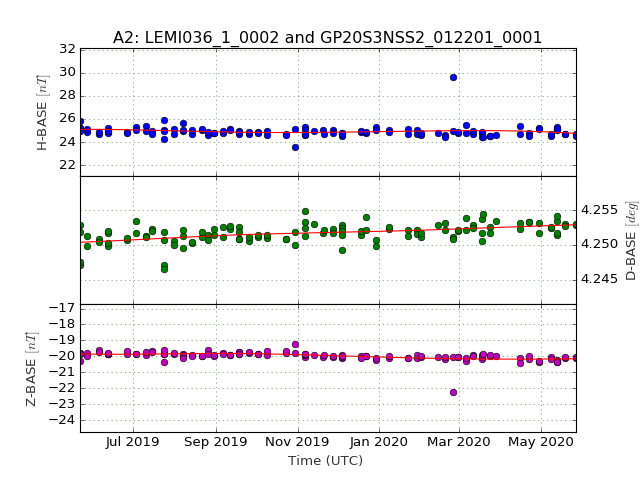 A2: LEMI036_1_0002 and GP20S3NSS2_012201_0001
32
30
28
26
24
22
H-BASE [nT]
4.255
4.250
4.245
D-BASE [deg]
−17
−18
−19
−20
−21
−22
−23
−24
Z-BASE [nT]
Jul 2019
Sep 2019
Nov 2019
Jan 2020
Mar 2020
May 2020
Time (UTC)